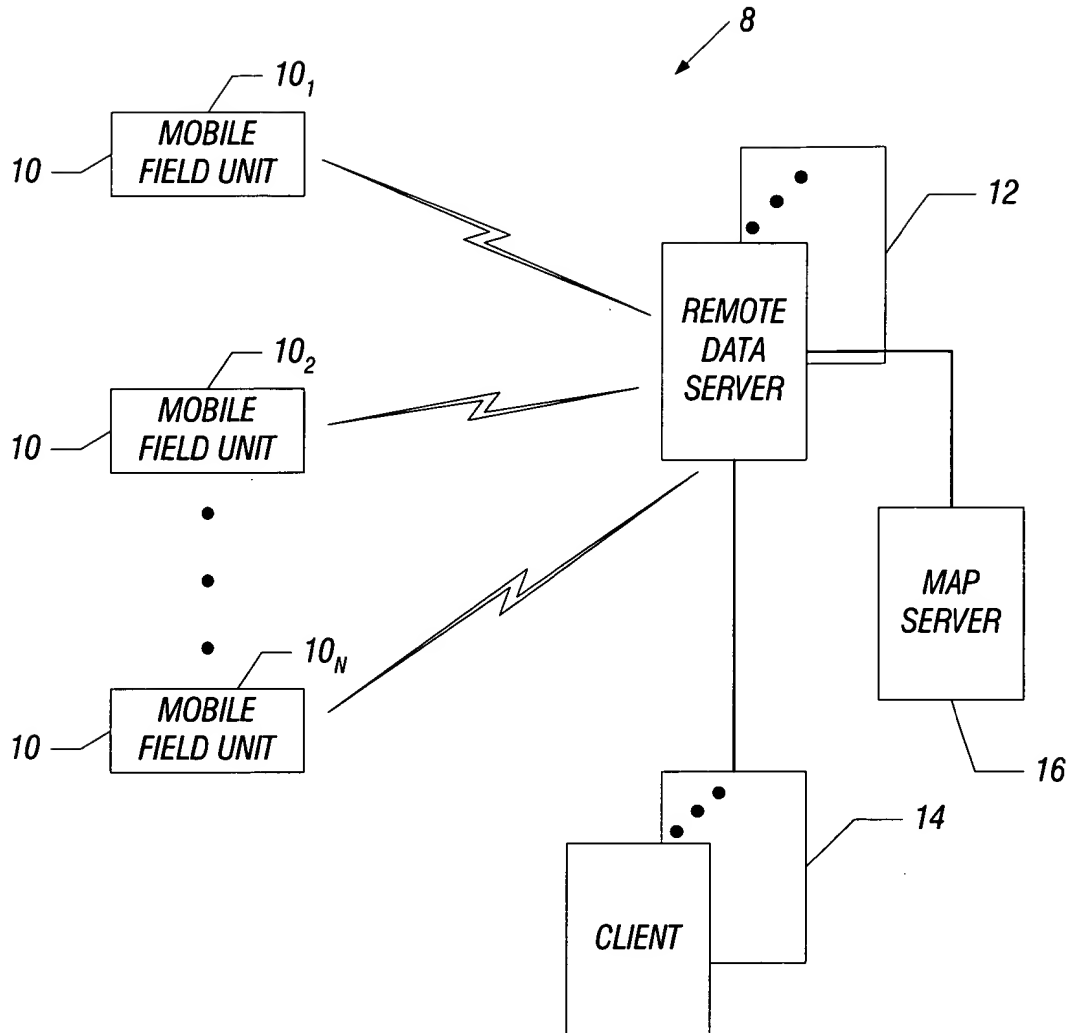 8
10₁
MOBILE
FIELD UNIT
10
12
REMOTE
DATA
SERVER
10₂
MOBILE
FIELD UNIT
10
MAP
SERVER
10_N
MOBILE
FIELD UNIT
10
16
14
CLIENT